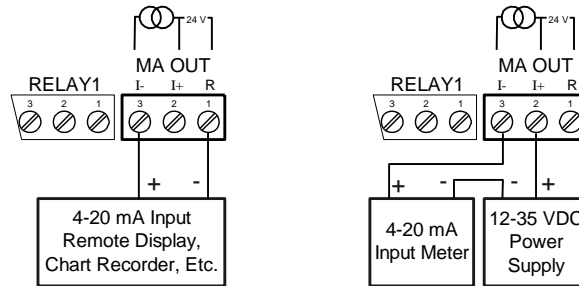 24 V
MA OUT
RELAY1
I- I+ R
3 2 1 3 2 1
+ -
4-20 mA Input
Remote Display,
Chart Recorder, Etc.
24 V
MA OUT
RELAY1
I- I+ R
3 2 1 3 2 1
+ - - +
4-20 mA
Input Meter
12-35 VDC
Power
Supply